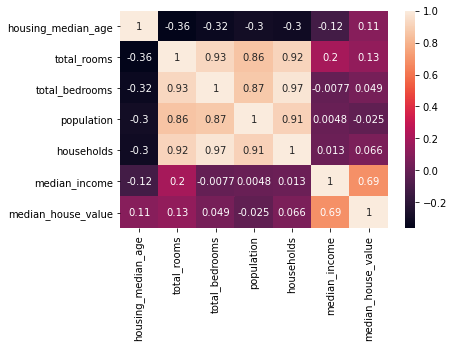 housing_median_age 1 -0.36 -0.32 -0.3 -0.3 -0.12 0.11
total_rooms -0.36 1 0.93 0.86 0.92 0.2 0.13
total_bedrooms -0.32 0.93 1 0.87 0.97 -0.0077 0.049
population -0.3 0.86 0.87 1 0.91 0.0048 -0.025
households -0.3 0.92 0.97 0.91 1 0.013 0.066
median_income -0.12 0.2 -0.0077 0.0048 0.013 1 0.69
median_house_value 0.11 0.13 0.049 -0.025 0.066 0.69 1
housing_median_age
total_rooms
total_bedrooms
population
households
median_income
median_house_value
1.0
0.8
0.6
0.4
0.2
0.0
−0.2